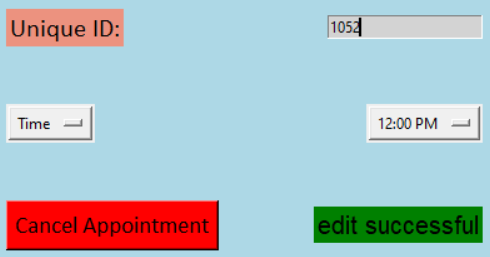 Unique ID: 1052
Time 12:00 PM
Cancel Appointment edit successful